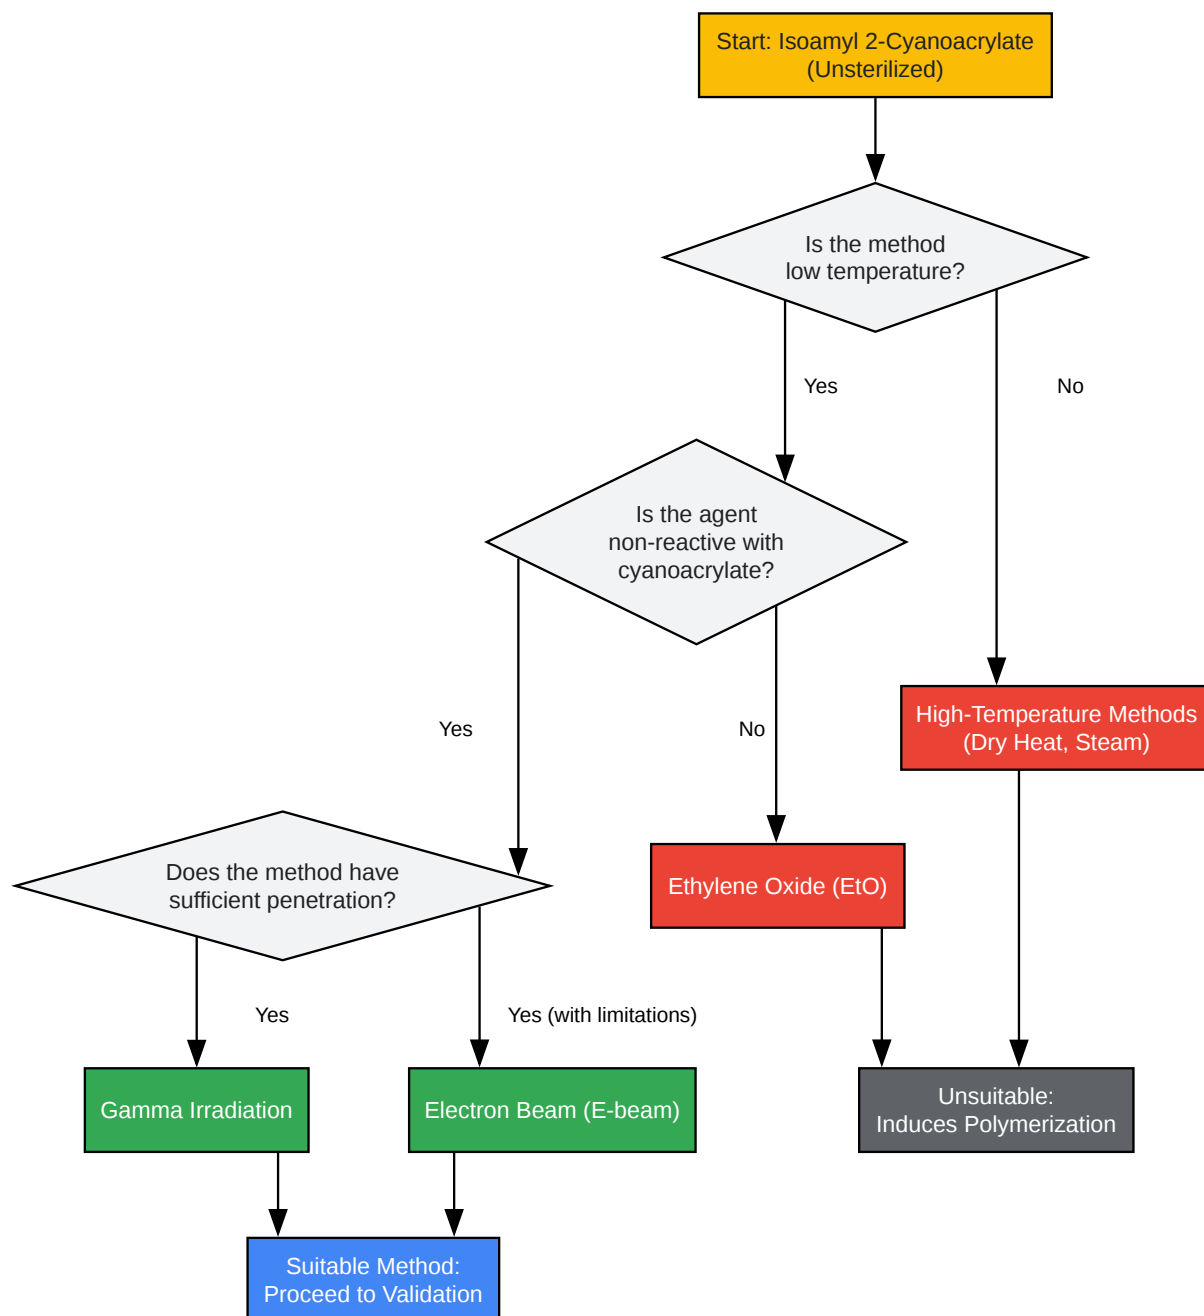 Start: Isoamyl 2-Cyanoacrylate
(Unsterilized)
Is the method
low temperature?
Yes
No
Is the agent
non-reactive with
cyanoacrylate?
Yes
No
High-Temperature Methods
(Dry Heat, Steam)
Does the method have
sufficient penetration?
Ethylene Oxide (EtO)
Yes
Yes (with limitations)
Gamma Irradiation
Electron Beam (E-beam)
Unsuitable:
Induces Polymerization
Suitable Method:
Proceed to Validation